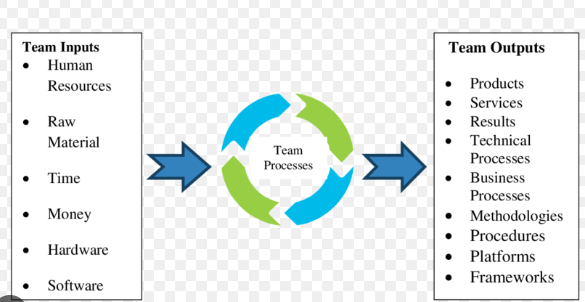 Team Inputs
• Human
Resources
• Raw
Material
• Time
• Money
• Hardware
• Software
Team
Processes
Team Outputs
• Products
• Services
• Results
• Technical
Processes
• Business
Processes
• Methodologies
• Procedures
• Platforms
• Frameworks